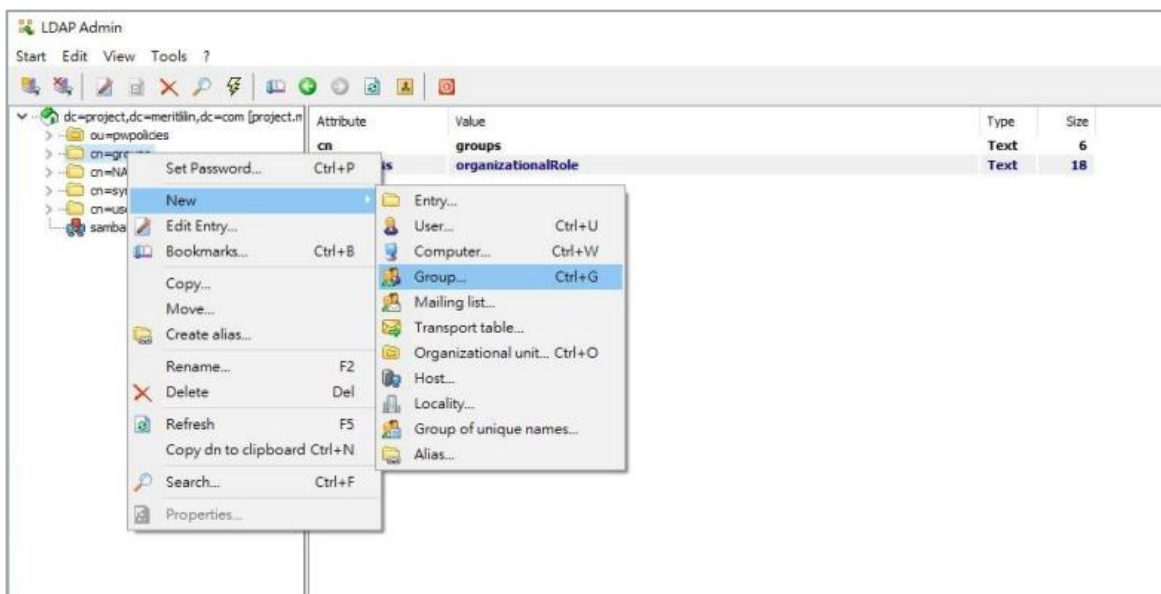 LDAP Admin
Start Edit View Tools ?
dc=project,dc=meritlilin,dc=com [project.m
Attribute Value Type Size
ou=pwpolicies
cn=groups
cn groups Text 6
is organizationalRole Text 18
cn=NA
cn=syn
cn=use
samba
Set Password... Ctrl+P
New
Edit Entry...
Bookmarks... Ctrl+B
Copy...
Move...
Create alias...
Rename... F2
Delete Del
Refresh F5
Copy dn to clipboard Ctrl+N
Search... Ctrl+F
Properties...
Entry...
User... Ctrl+U
Computer... Ctrl+W
Group... Ctrl+G
Mailing list...
Transport table...
Organizational unit... Ctrl+O
Host...
Locality...
Group of unique names...
Alias...